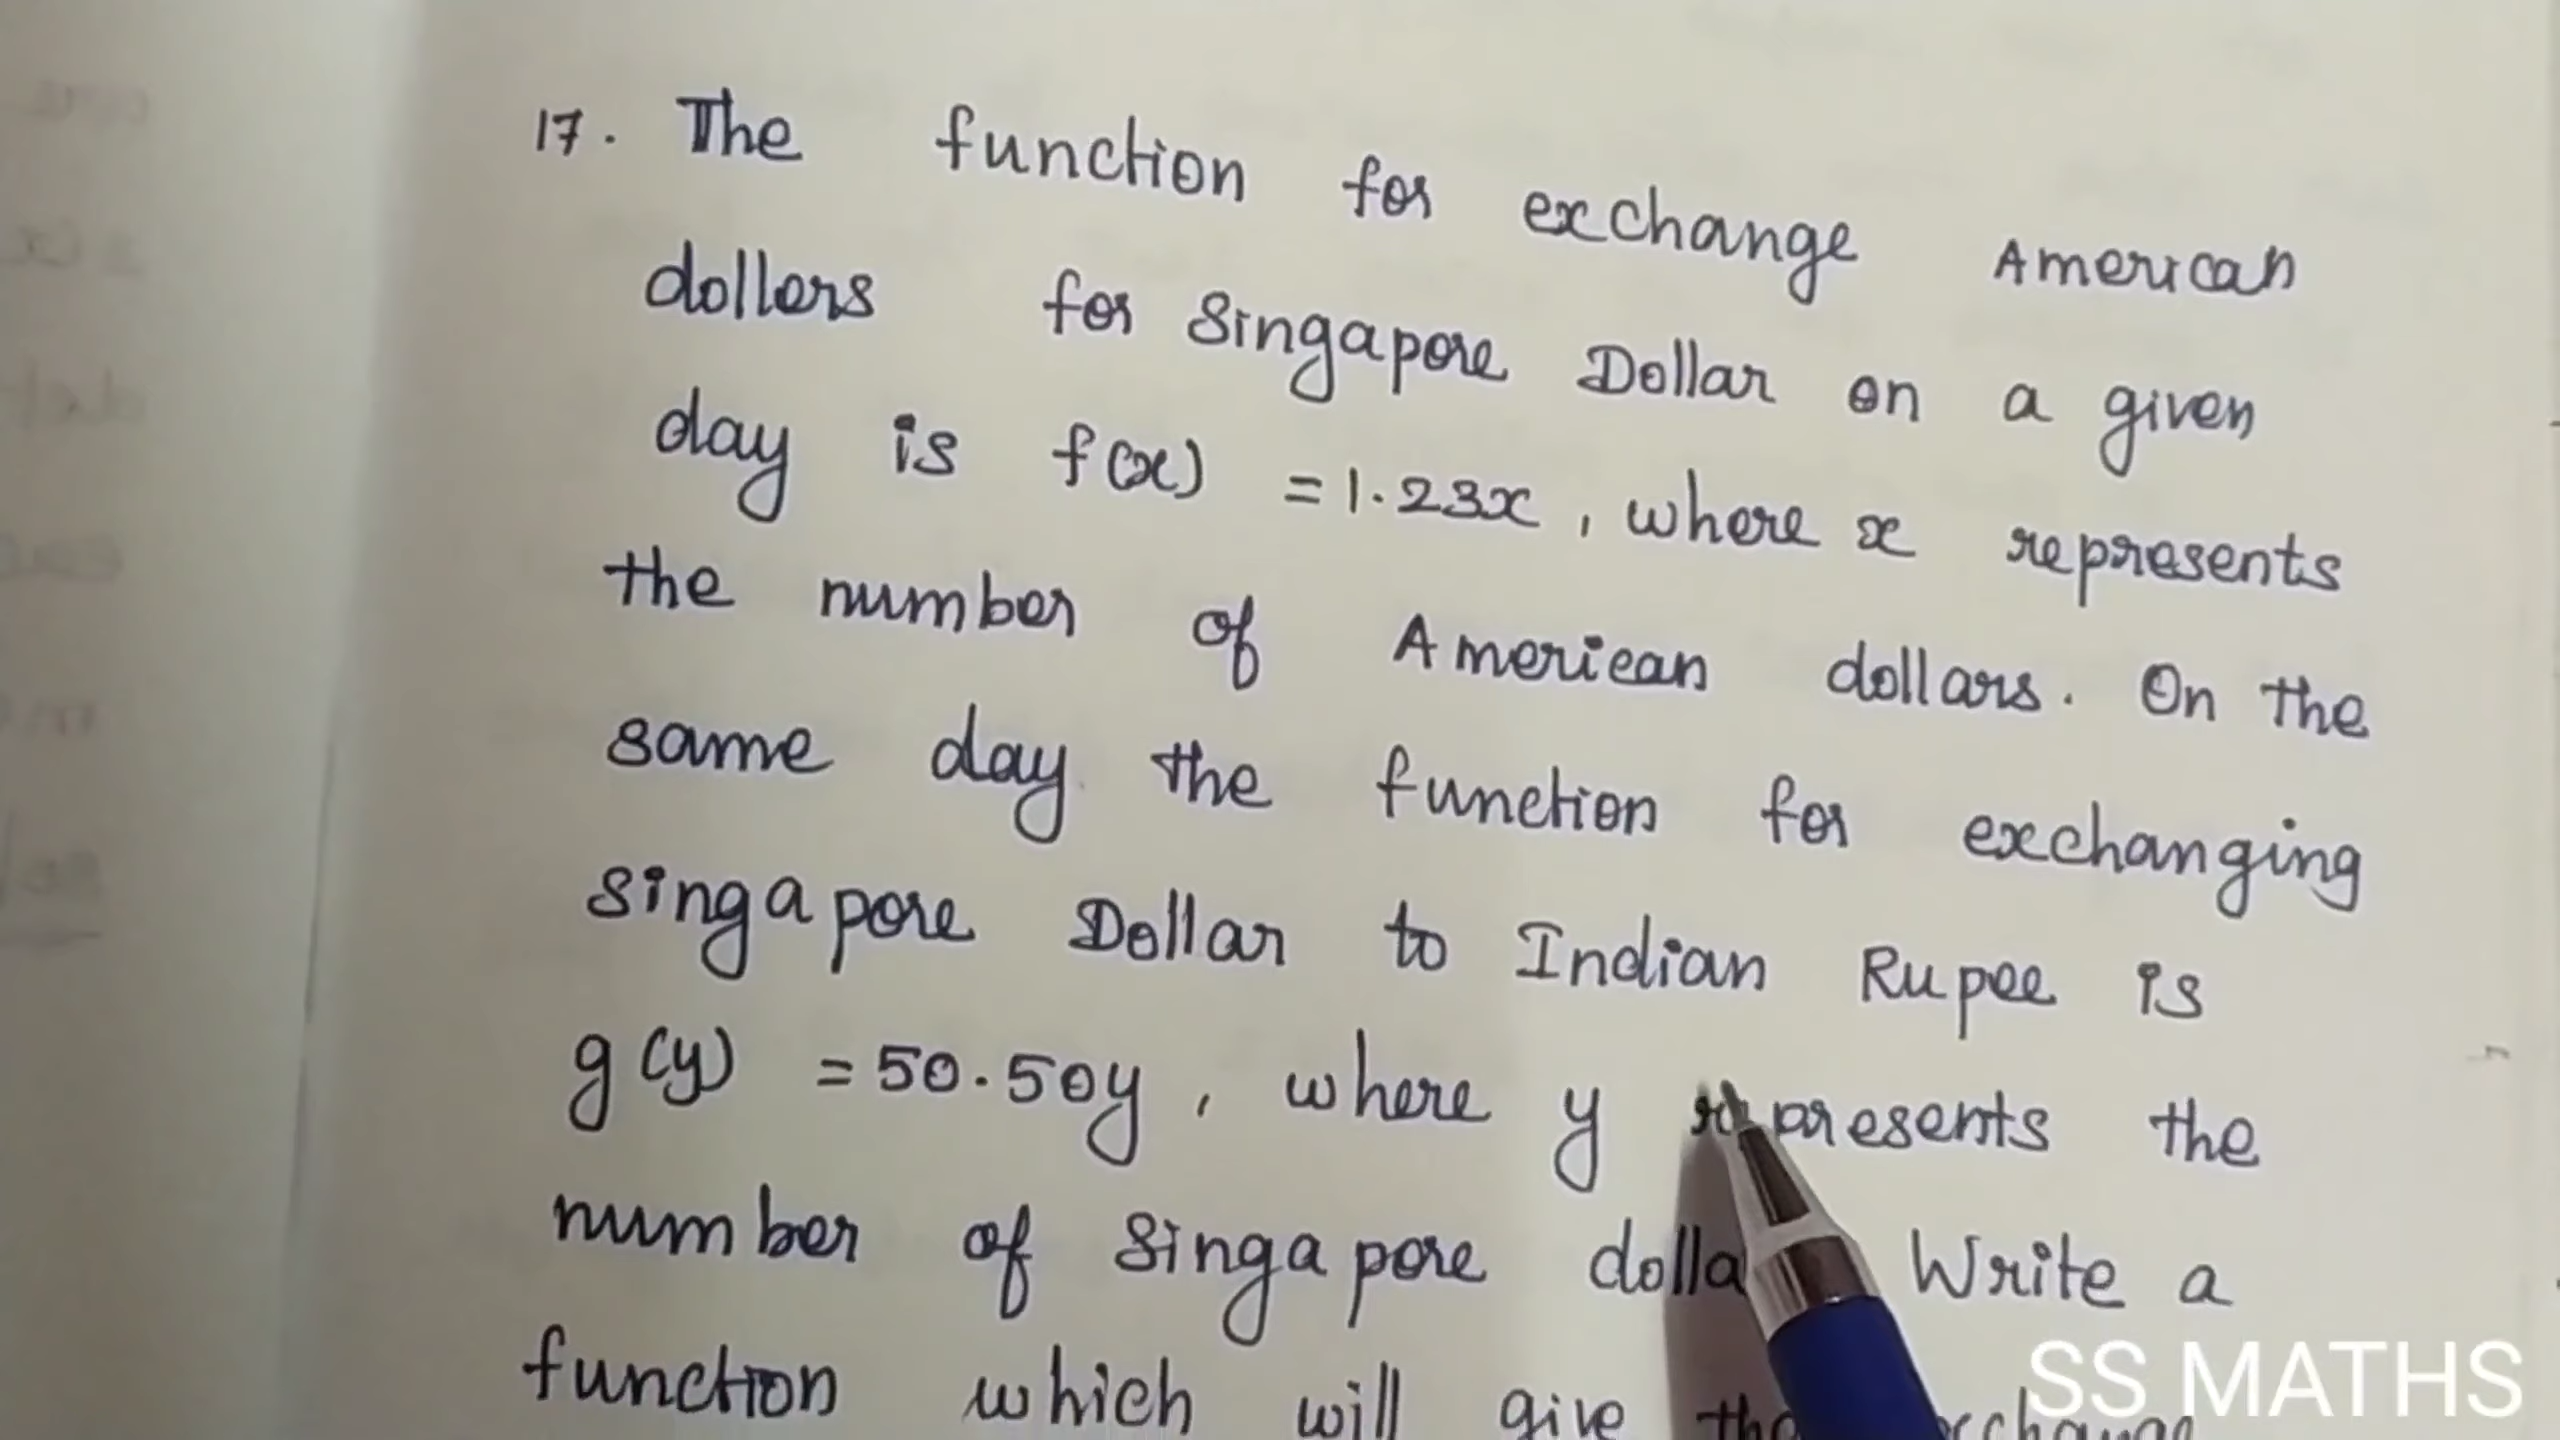 17. The function for exchange American
dollers for Singapore Dollar on a given
day is f(x) = 1.23x, where x represents
the number of American dollars. On the
same day the function for exchanging
singapore Dollar to Indian Rupee is
g(y) = 50.50y, where y represents the
number of Singapore Write a
function which will give
SS MATHS